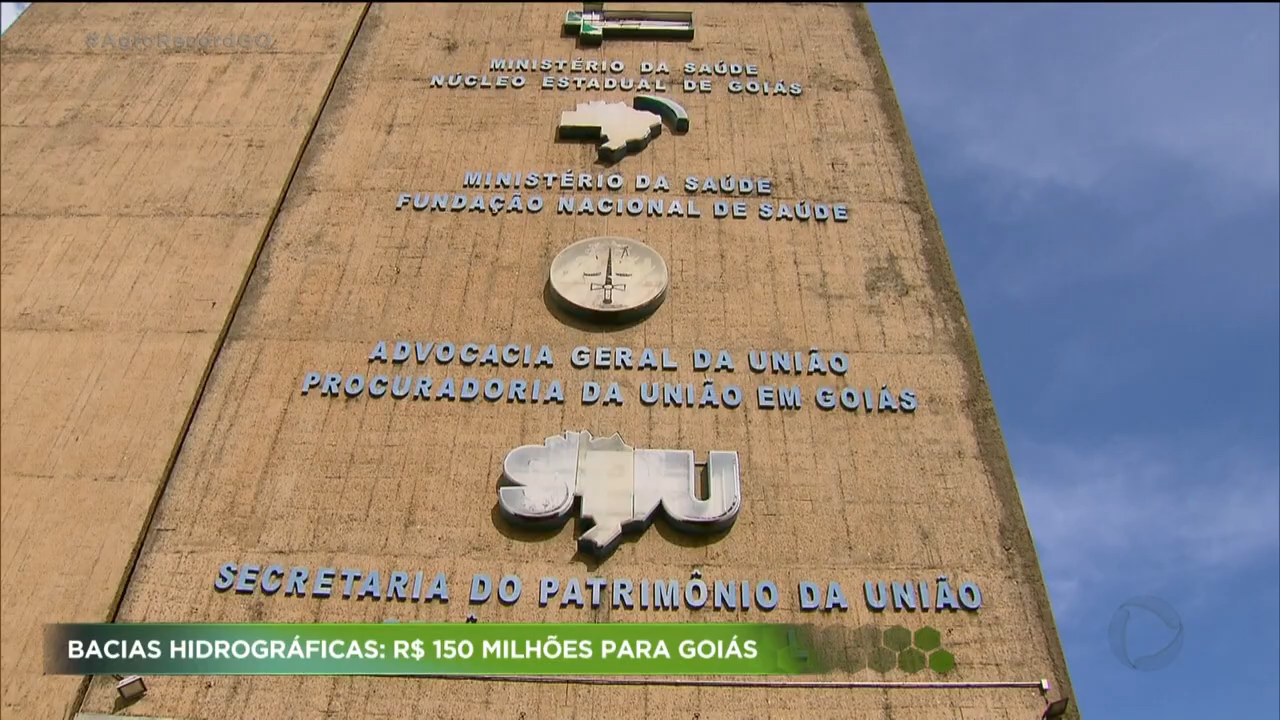 #AgroRecordGO
MINISTÉRIO DA SAÚDE
NÚCLEO ESTADUAL DE GOIÁS
MINISTÉRIO DA SAÚDE
FUNDAÇÃO NACIONAL DE SAÚDE
ADVOCACIA GERAL DA UNIÃO
PROCURADORIA DA UNIÃO EM GOIÁS
SPU
SECRETARIA DO PATRIMÔNIO DA UNIÃO
BACIAS HIDROGRÁFICAS: R$ 150 MILHÕES PARA GOIÁS